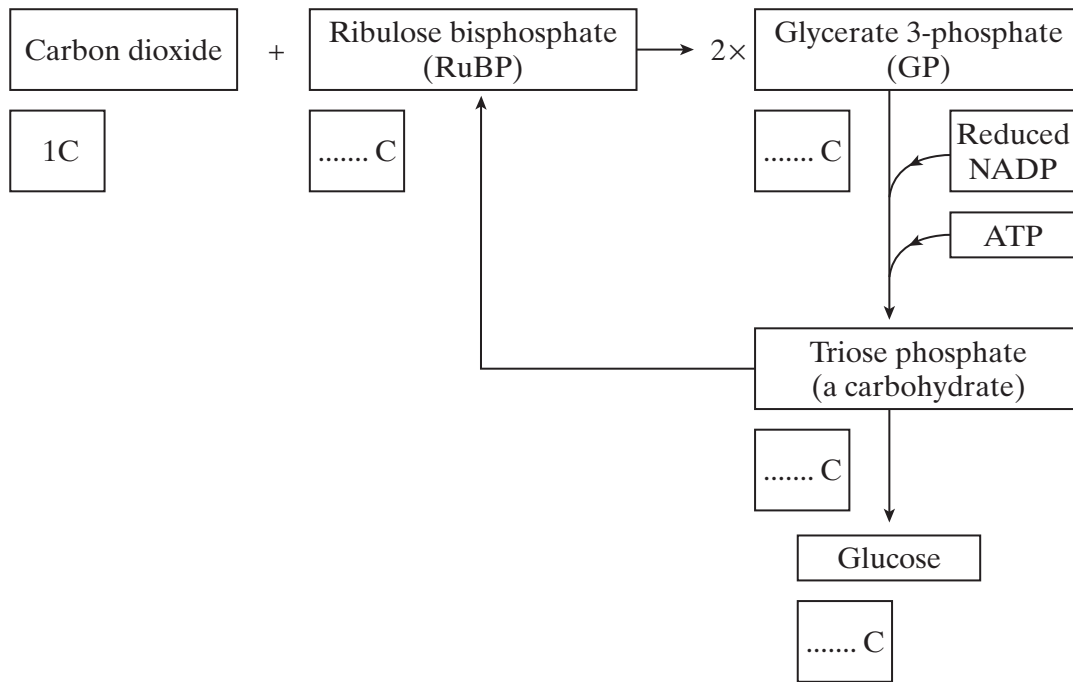 Carbon dioxide
+
Ribulose bisphosphate
(RuBP)
2×
Glycerate 3-phosphate
(GP)
1C
....... C
....... C
Reduced
NADP
ATP
Triose phosphate
(a carbohydrate)
....... C
Glucose
....... C